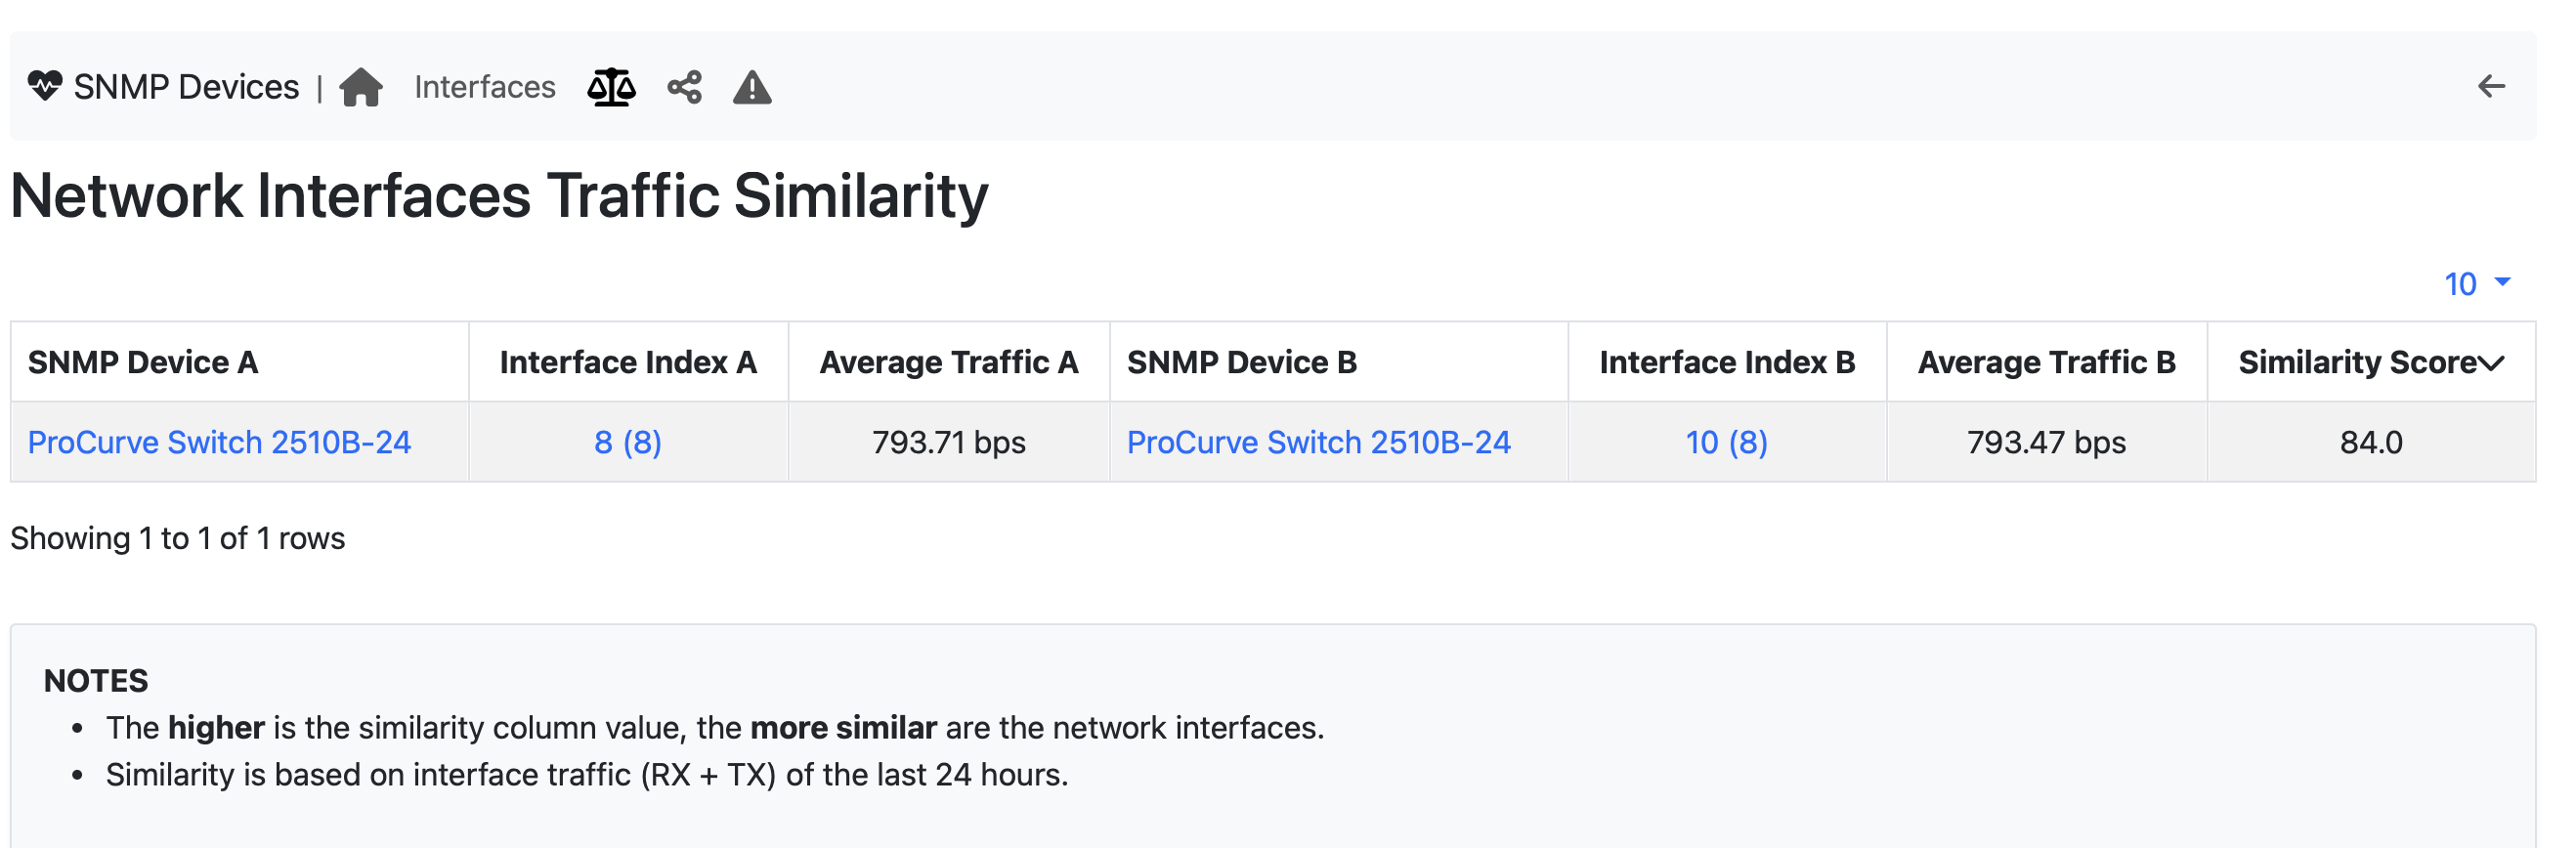 SNMP Devices | Interfaces
Network Interfaces Traffic Similarity
10
SNMP Device A Interface Index A Average Traffic A SNMP Device B Interface Index B Average Traffic B Similarity Score
ProCurve Switch 2510B-24 8 (8) 793.71 bps ProCurve Switch 2510B-24 10 (8) 793.47 bps 84.0
Showing 1 to 1 of 1 rows
NOTES
• The higher is the similarity column value, the more similar are the network interfaces.
• Similarity is based on interface traffic (RX + TX) of the last 24 hours.